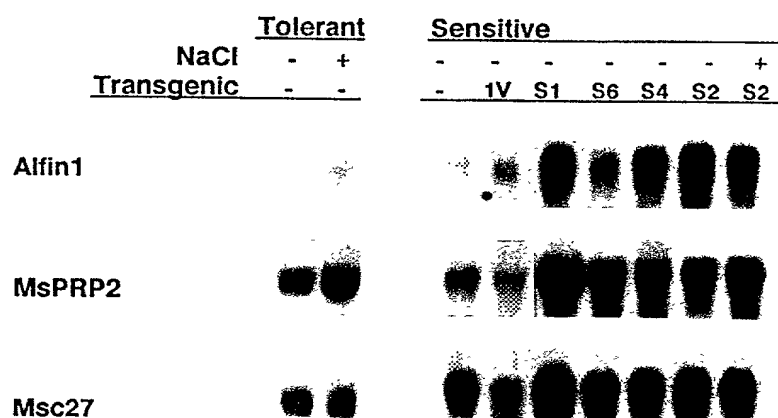 Tolerant Sensitive
NaCl - + - - - - - - +
Transgenic - - - 1V S1 S6 S4 S2 S2
Alfin1
MsPRP2
Msc27